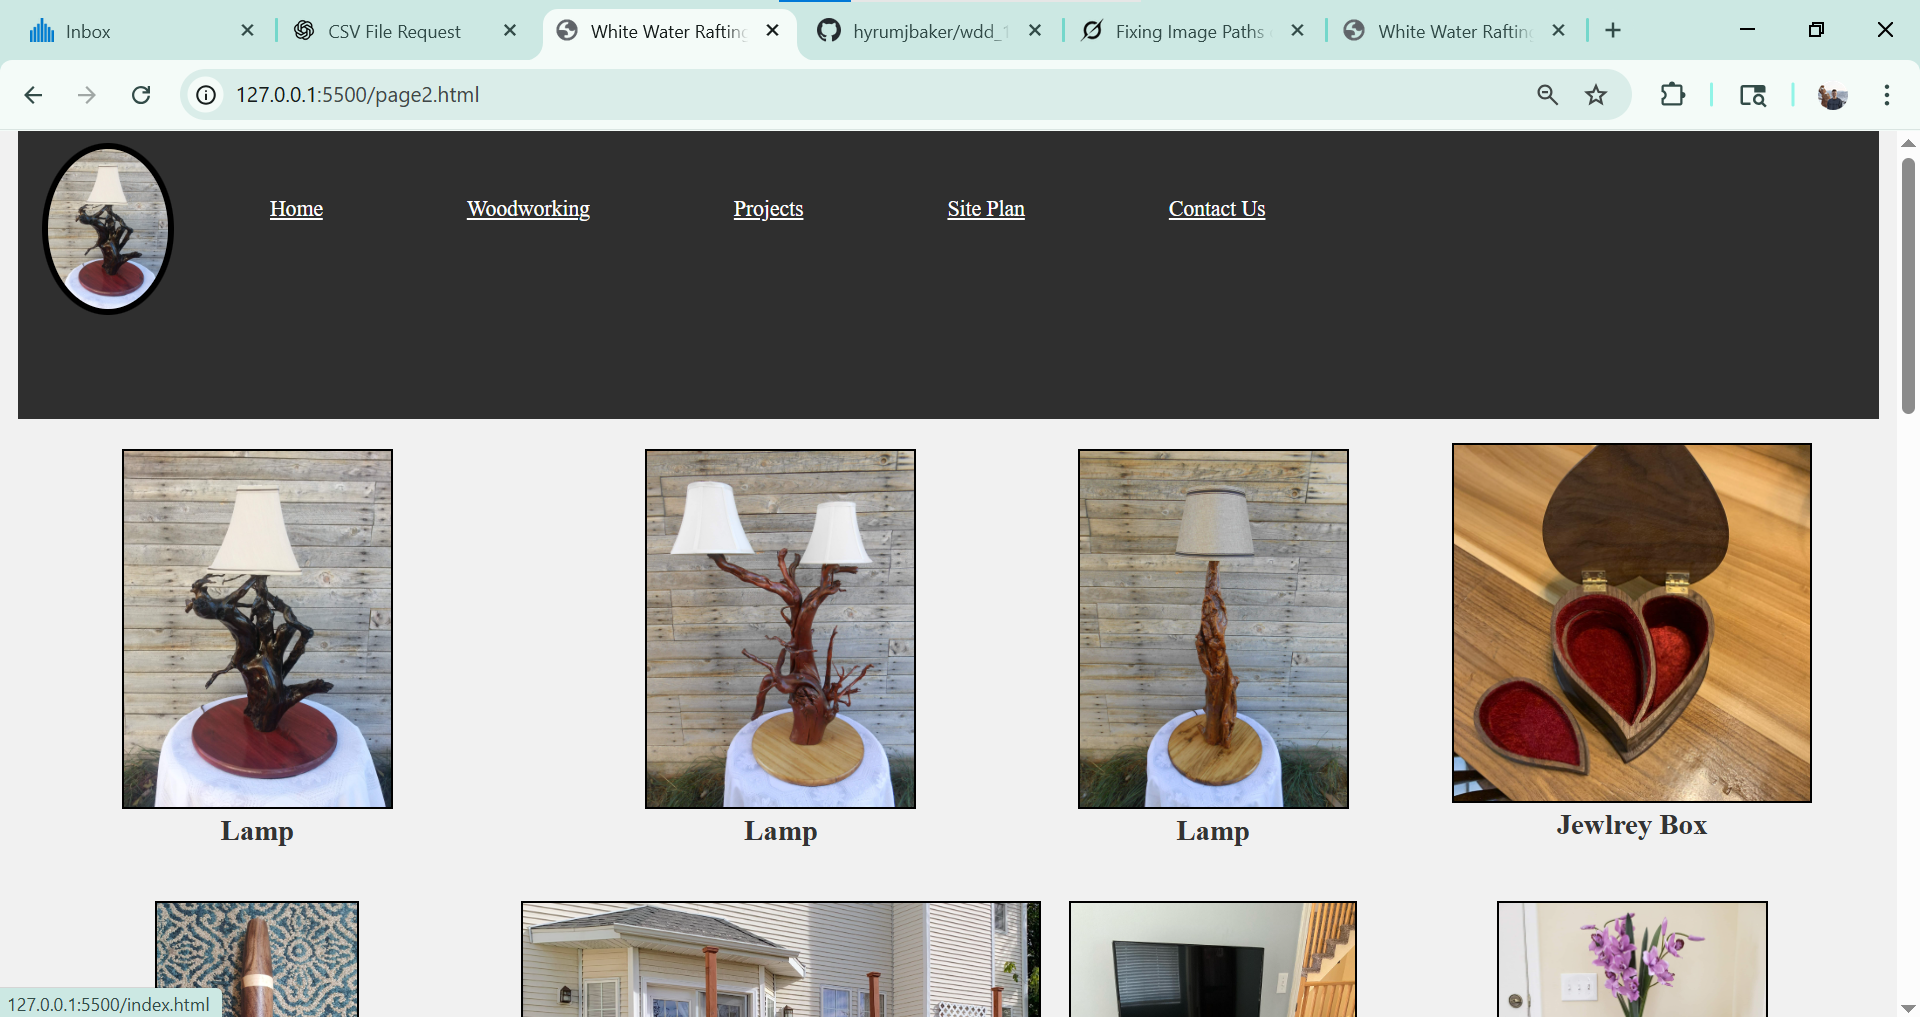 Inbox
CSV File Request
White Water Rafting
hyrumjbaker/wdd_1
Fixing Image Paths
White Water Rafting
127.0.0.1:5500/page2.html
Home
Woodworking
Projects
Site Plan
Contact Us
Lamp
Lamp
Lamp
Jewlrey Box
127.0.0.1:5500/index.html